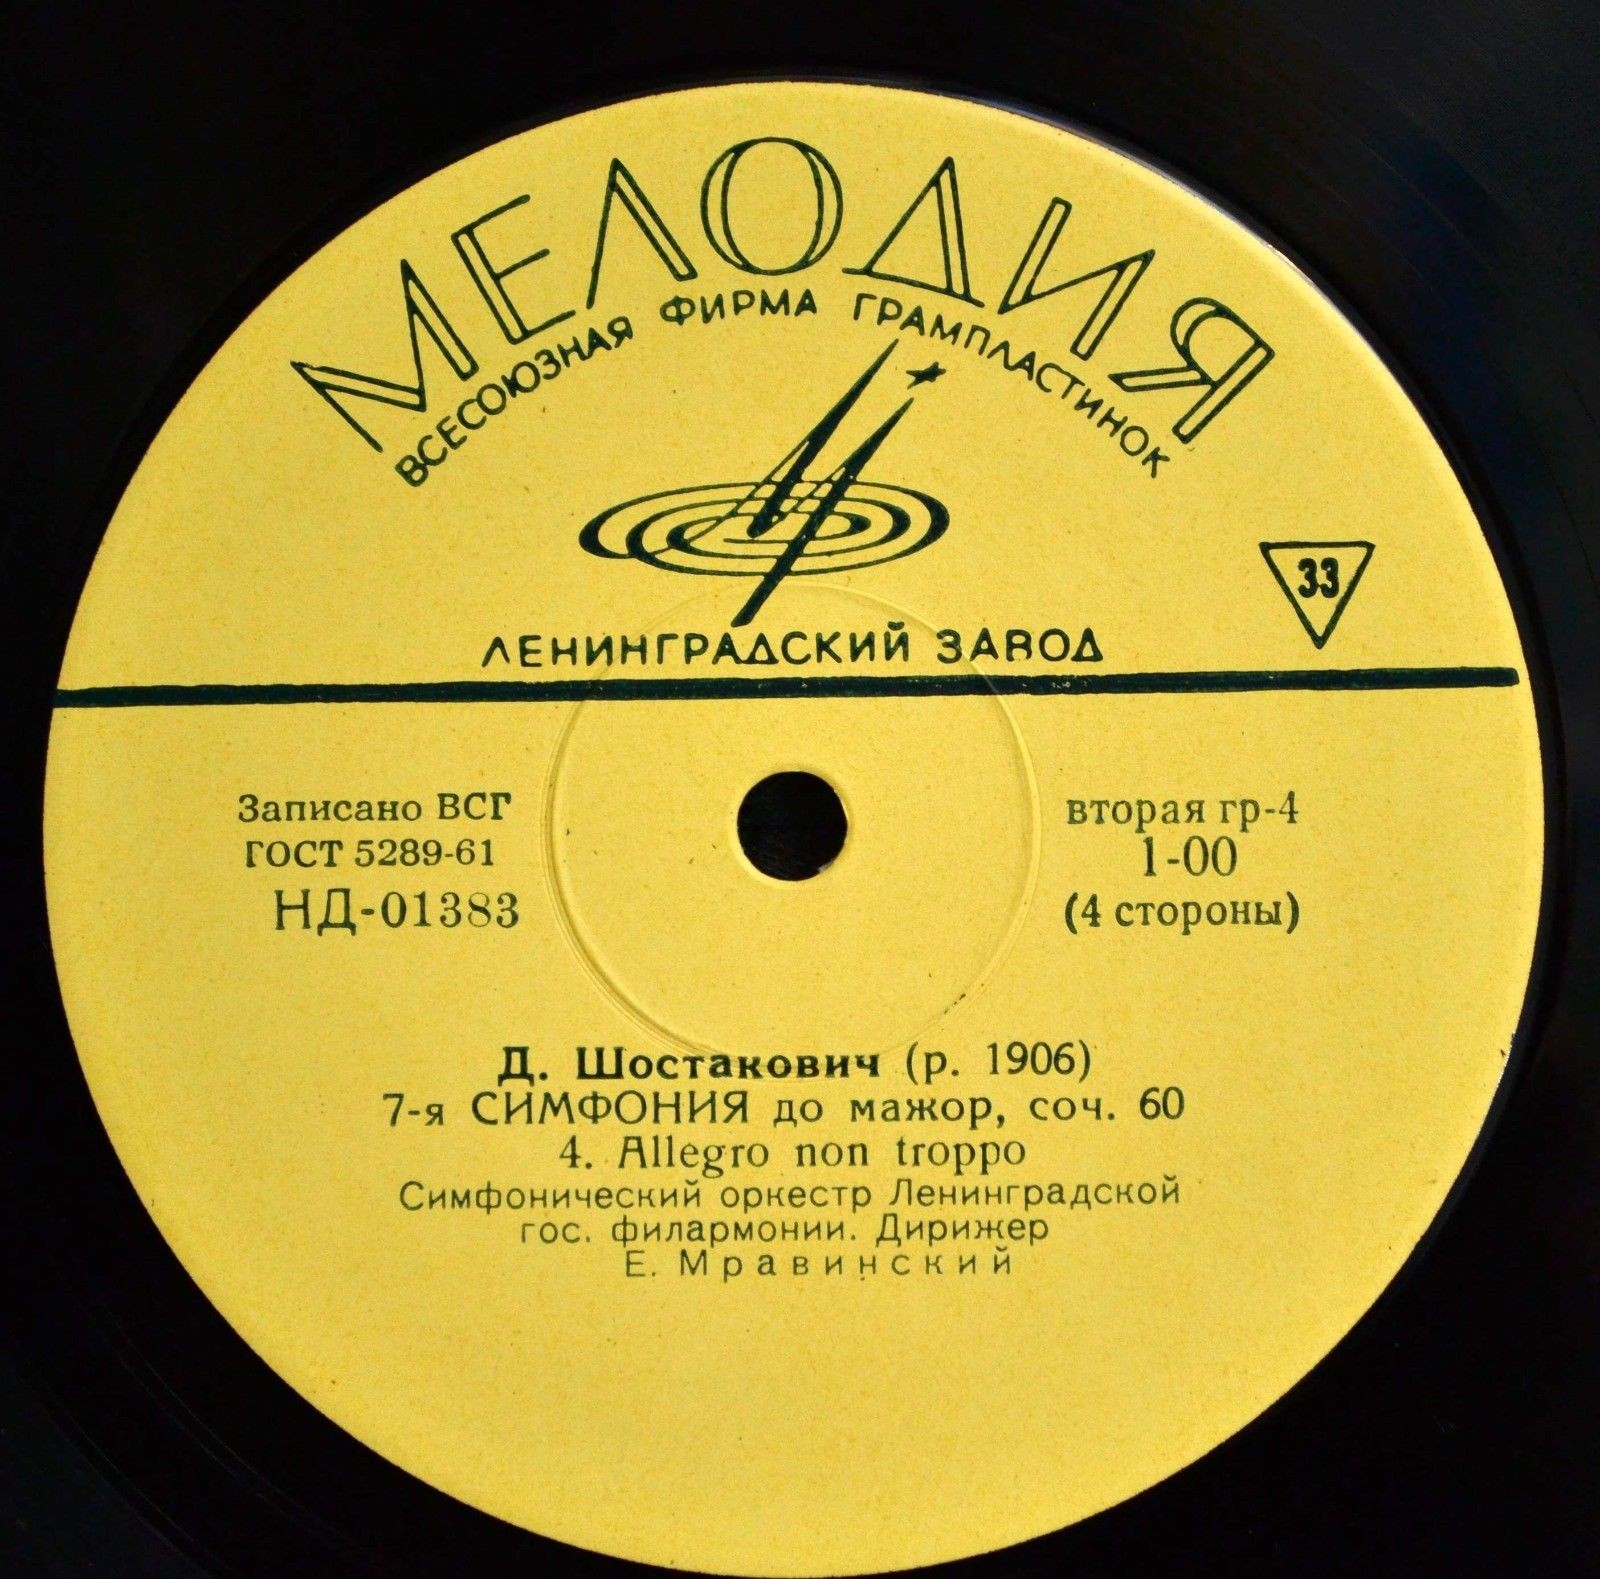 МЕЛОДИЯ
ВСЕСОЮЗНАЯ ФИРМА ГРАМПЛАСТИНОК
33
ЛЕНИНГРАДСКИЙ ЗАВОД
Записано ВСГ
ГОСТ 5289-61
НД-01383
вторая гр-4
1-00
(4 стороны)
Д. Шостакович (р. 1906)
7-я СИМФОНИЯ до мажор, соч. 60
4. Allegro non troppo
Симфонический оркестр Ленинградской
гос. филармонии. Дирижер
Е. Мравинский